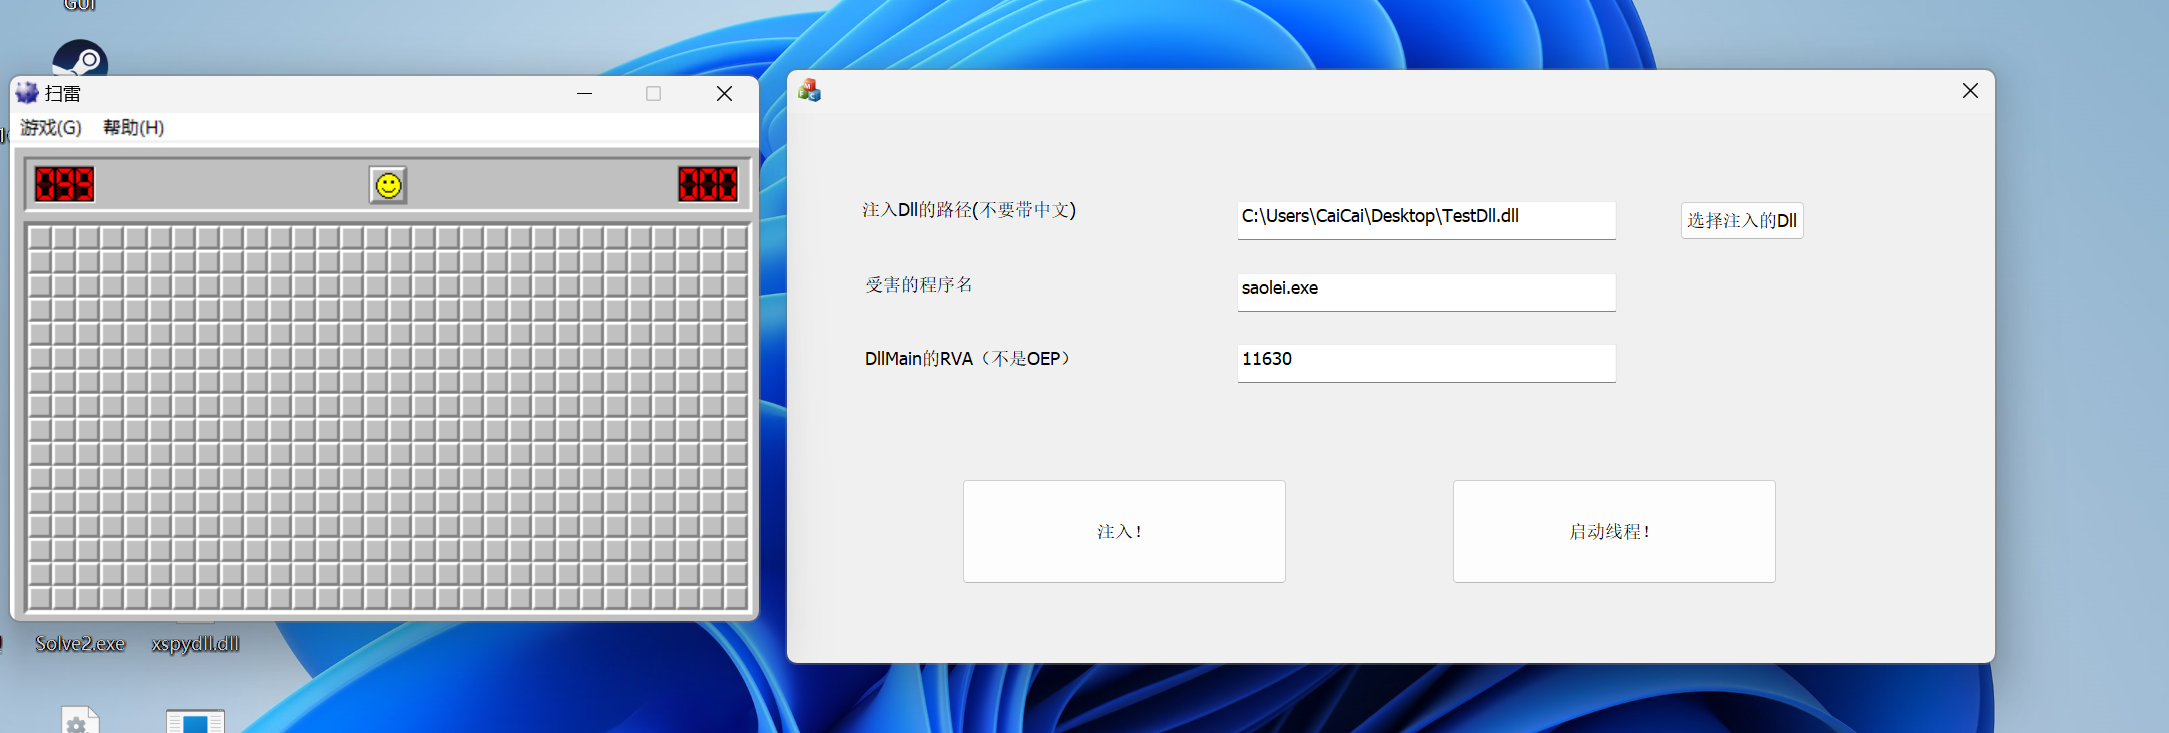 GUI
扫雷
游戏(G) 帮助(H)
注入Dll的路径(不要带中文)
C:\Users\CaiCai\Desktop\TestDll.dll
选择注入的Dll
受害的程序名
saolei.exe
DllMain的RVA（不是OEP）
11630
注入！
启动线程！
Solve2.exe
xspydll.dll